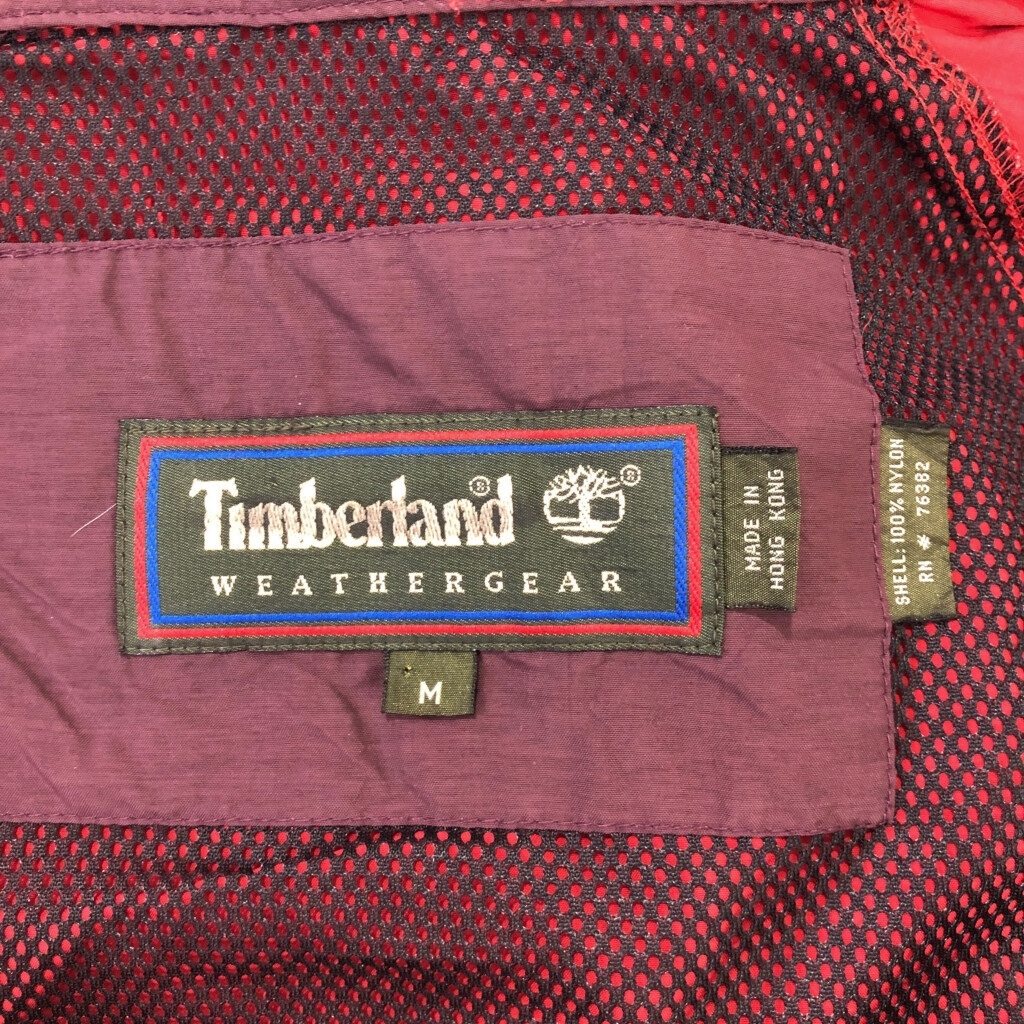 Timberland®
®
WEATHERGEAR
M
MADE IN
HONG KONG
SHELL: 100% NYLON
RN * 76382